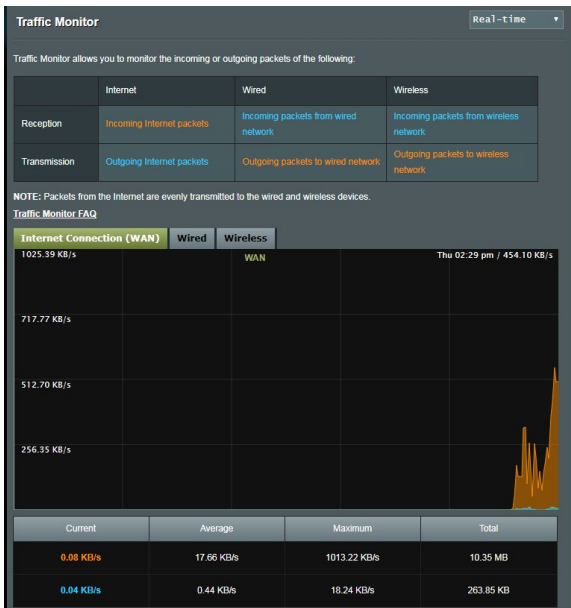 Traffic Monitor
Real-time
Traffic Monitor allows you to monitor the incoming or outgoing packets of the following:
Internet Wired Wireless
Reception Incoming Internet packets Incoming packets from wired network Incoming packets from wireless network
Transmission Outgoing Internet packets Outgoing packets to wired network Outgoing packets to wireless network
NOTE: Packets from the Internet are evenly transmitted to the wired and wireless devices.
Traffic Monitor FAQ
Internet Connection (WAN) Wired Wireless
1025.39 KB/s WAN Thu 02:29 pm / 454.10 KB/s
717.77 KB/s
512.70 KB/s
256.35 KB/s
Current Average Maximum Total
0.08 KB/s 17.66 KB/s 1013.22 KB/s 10.35 MB
0.04 KB/s 0.44 KB/s 18.24 KB/s 263.85 KB